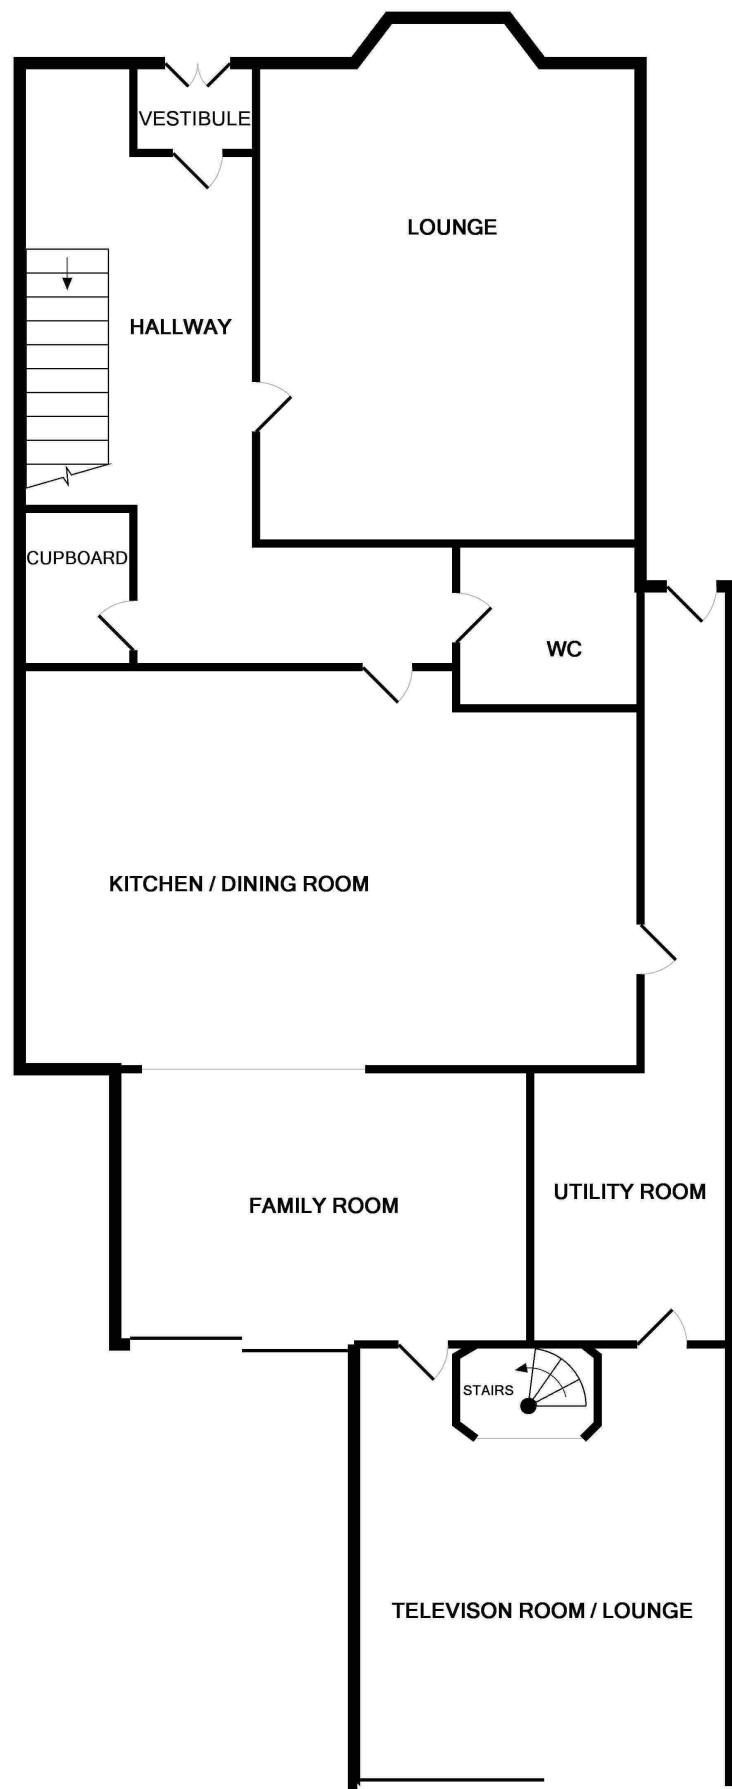 VESTIBULE
LOUNGE
HALLWAY
CUPBOARD
WC
KITCHEN / DINING ROOM
UTILITY ROOM
FAMILY ROOM
STAIRS
TELEVISON ROOM / LOUNGE